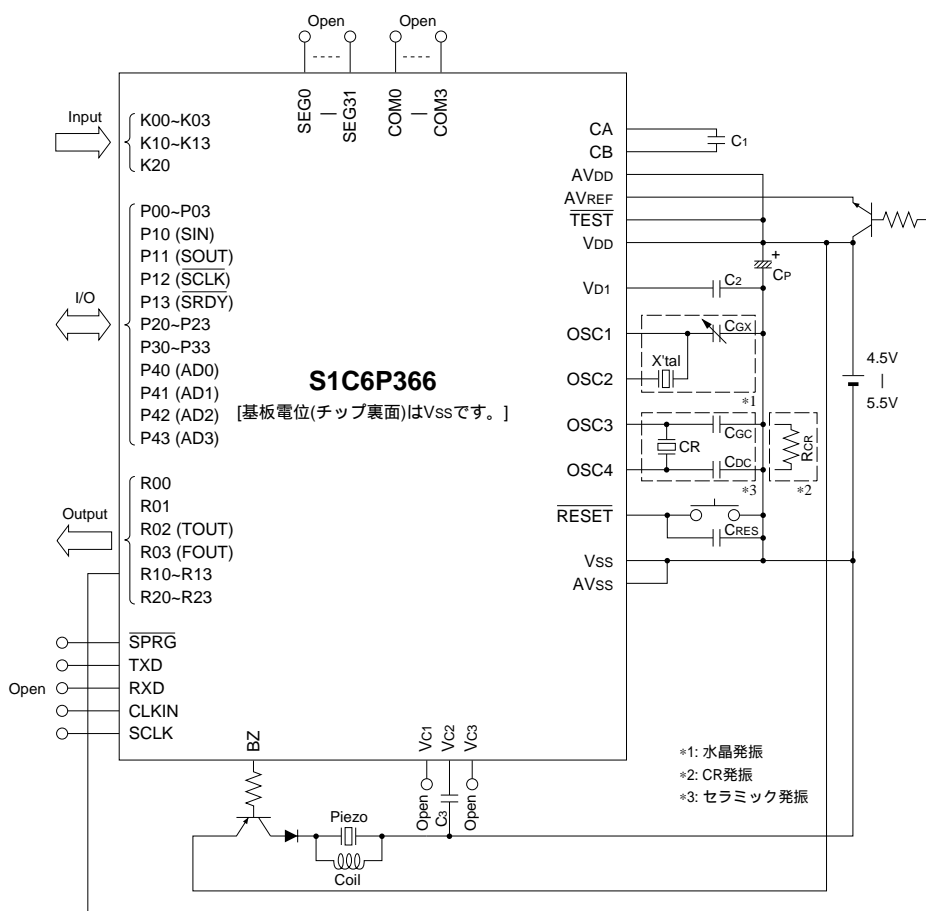 Open
Open
SEG0
|
SEG31
COM0
|
COM3
Input
K00~K03
K10~K13
K20
I/O
P00~P03
P10 (SIN)
P11 (SOUT)
P12 (SCLK)
P13 (SRDY)
P20~P23
P30~P33
P40 (AD0)
P41 (AD1)
P42 (AD2)
P43 (AD3)
Output
R00
R01
R02 (TOUT)
R03 (FOUT)
R10~R13
R20~R23
SPRG
TXD
Open RXD
CLKIN
SCLK
S1C6P366
[基板電位(チップ裏面)はVSSです。]
CA
CB
C1
AVDD
AVREF
TEST
VDD
+
CP
VD1
C2
OSC1
CGX
X'tal
OSC2
*1
OSC3
CGC
CR
OSC4
CDC
*3
RCR
*2
RESET
CRES
VSS
AVSS
4.5V
|
5.5V
BZ
VC1
VC2
VC3
Open
C3
Open
Piezo
Coil
*1: 水晶発振
*2: CR発振
*3: セラミック発振